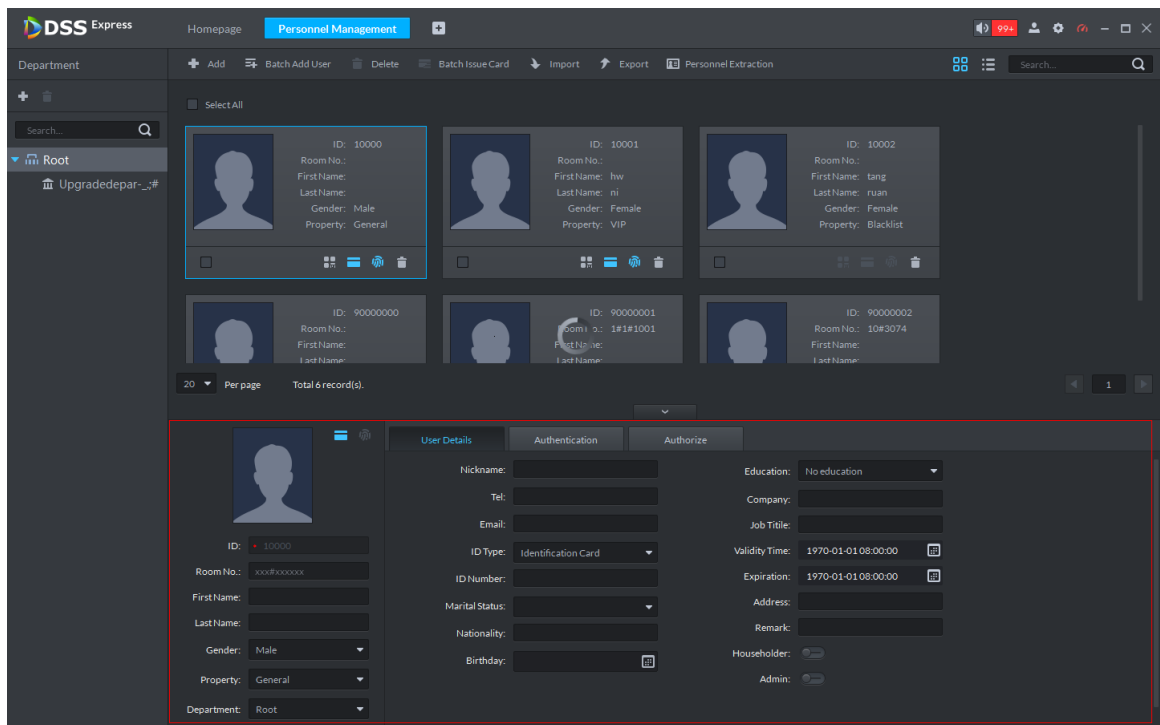 DSS Express Homepage Personnel Management 99+
Department Add Batch Add User Delete Batch Issue Card Import Export Personnel Extraction Search...
Select All
Search...
Root
Upgradedepar-_.;#
ID: 10000
Room No.:
First Name:
Last Name:
Gender: Male
Property: General
ID: 10001
Room No.:
First Name: hw
Last Name: ni
Gender: Female
Property: VIP
ID: 10002
Room No.:
First Name: tang
Last Name: ruan
Gender: Female
Property: Blacklist
ID: 90000000
Room No.:
First Name:
Last Name:
ID: 90000001
Room No.: 1#1#1001
First Name:
Last Name:
ID: 90000002
Room No.: 10#3074
First Name:
Last Name:
20 Per page Total 6 record(s). 1
User Details Authentication Authorize
ID: * 10000
Room No.: xxx#xxxxxx
First Name:
Last Name:
Gender: Male
Property: General
Department: Root
Nickname:
Tel:
Email:
ID Type: Identification Card
ID Number:
Marital Status:
Nationality:
Birthday:
Education: No education
Company:
Job Titile:
Validity Time: 1970-01-01 08:00:00
Expiration: 1970-01-01 08:00:00
Address:
Remark:
Householder:
Admin: